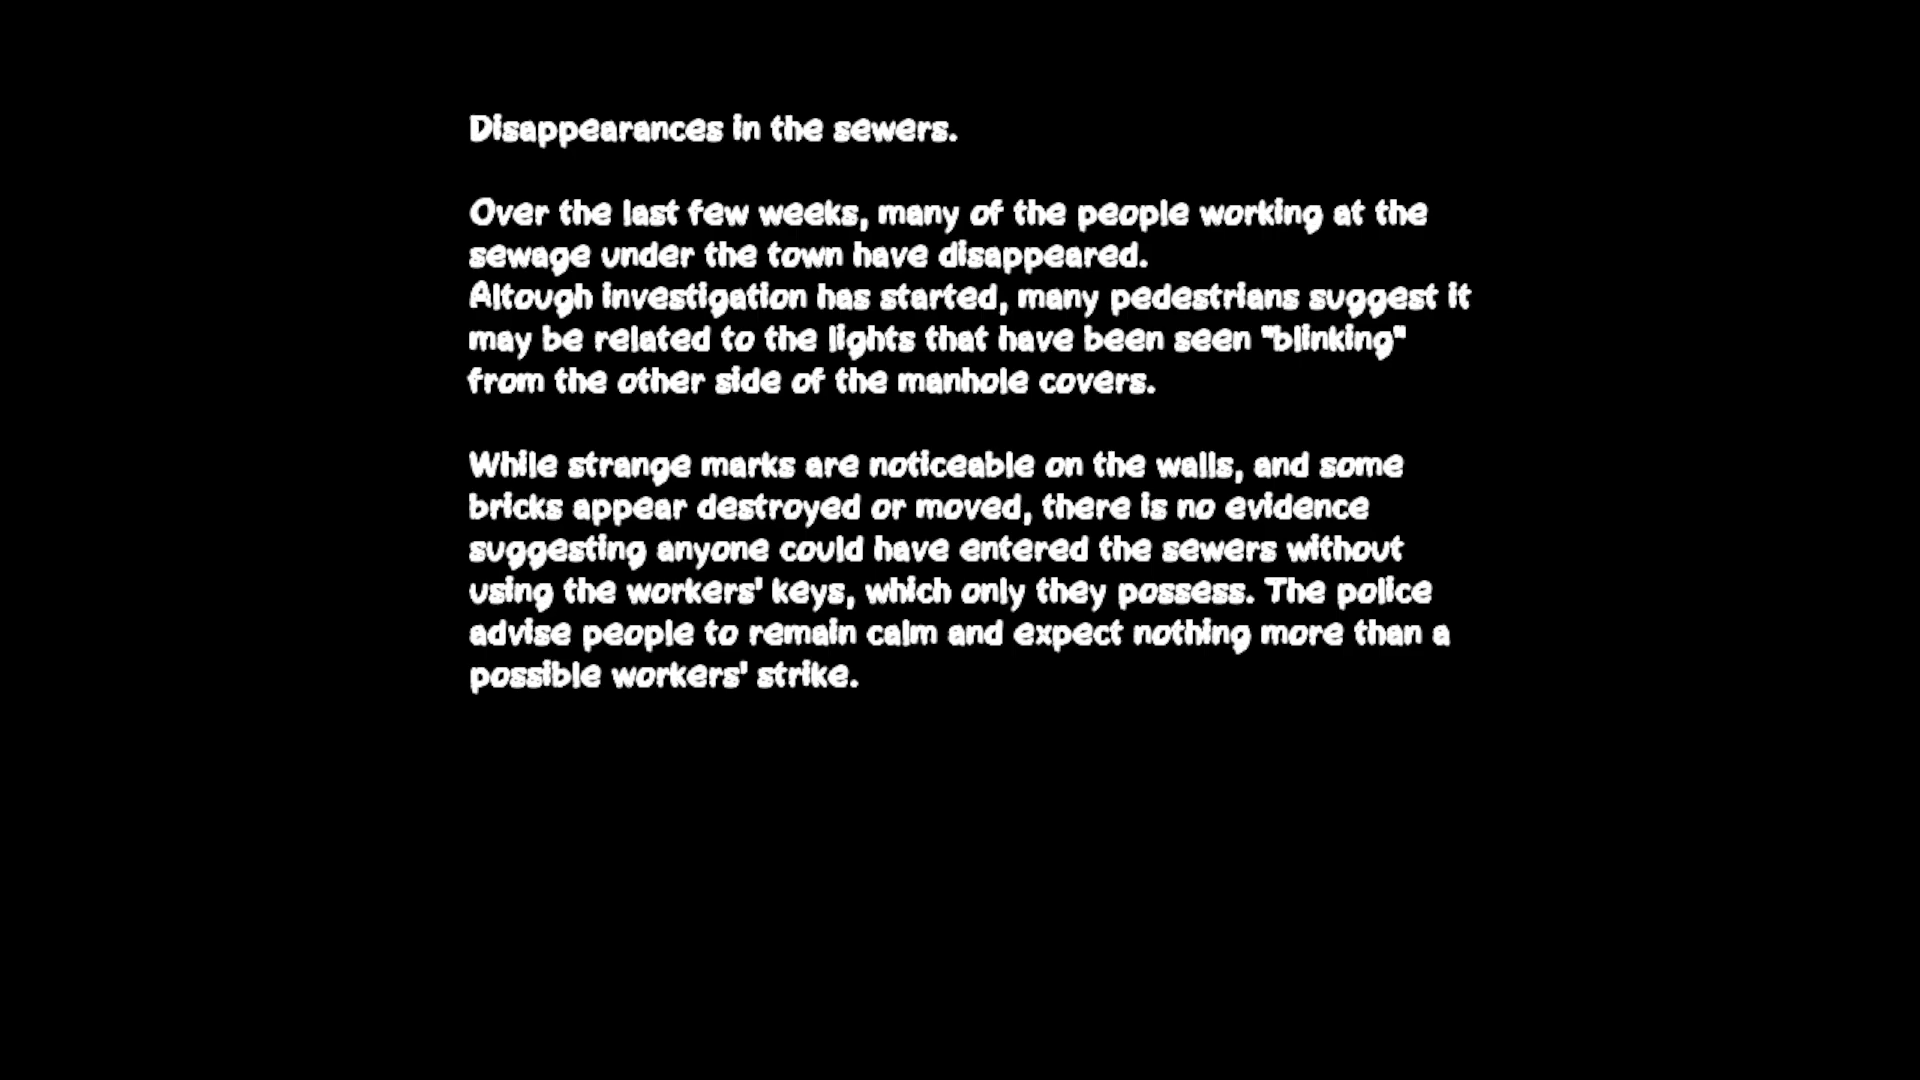 Disappearances in the sewers.
Over the last few weeks, many of the people working at the
sewage under the town have disappeared.
Altough investigation has started, many pedestrians suggest it
may be related to the lights that have been seen "blinking"
from the other side of the manhole covers.
While strange marks are noticeable on the walls, and some
bricks appear destroyed or moved, there is no evidence
suggesting anyone could have entered the sewers without
using the workers' keys, which only they possess. The police
advise people to remain calm and expect nothing more than a
possible workers' strike.